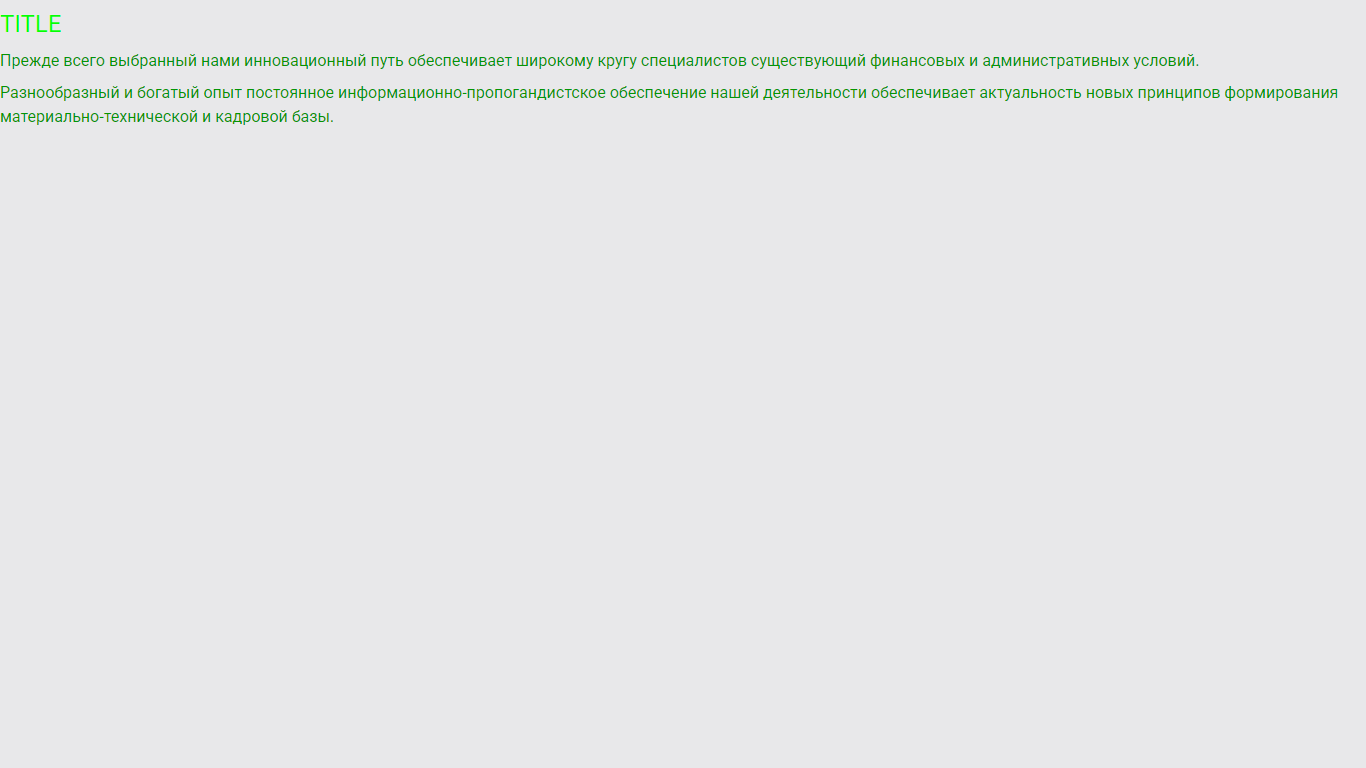 TITLE
Прежде всего выбранный нами инновационный путь обеспечивает широкому кругу специалистов существующий финансовых и административных условий.
Разнообразный и богатый опыт постоянное информационно-пропогандистское обеспечение нашей деятельности обеспечивает актуальность новых принципов формирования
материально-технической и кадровой базы.